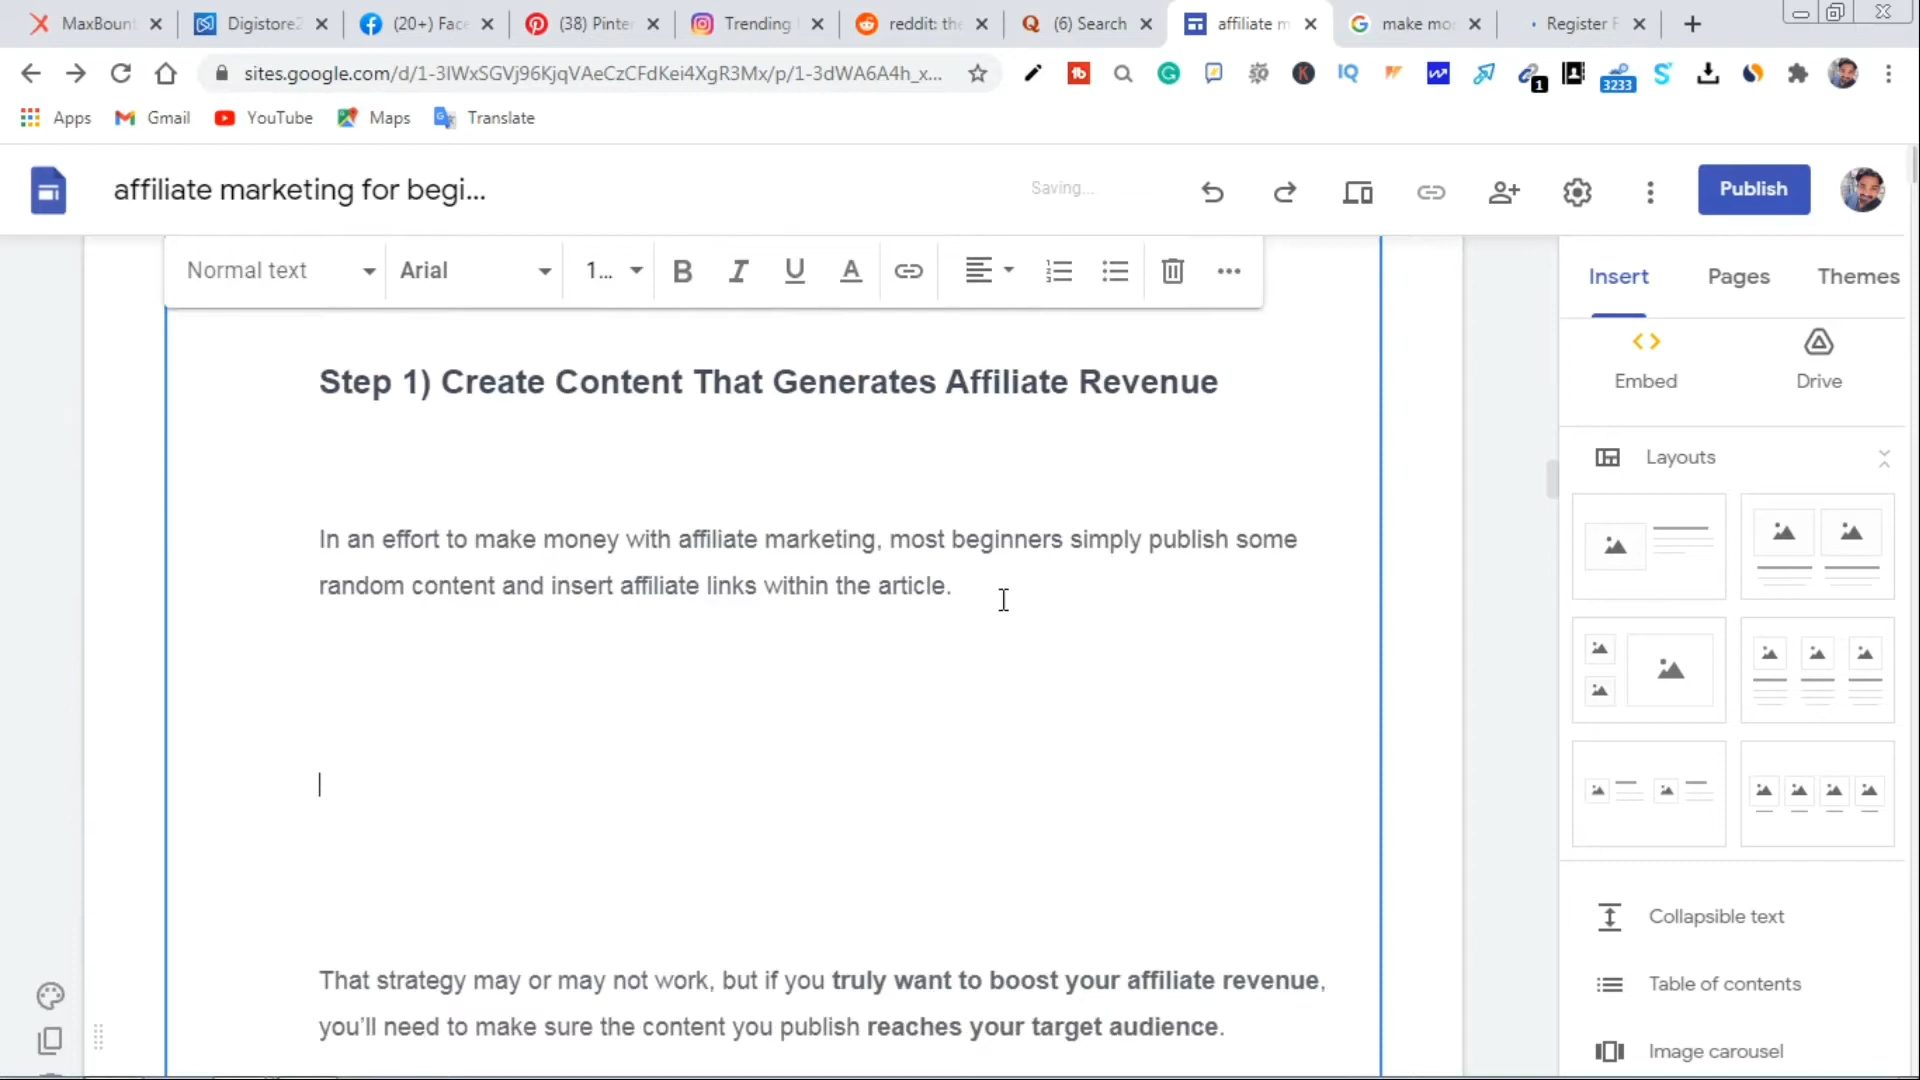 MaxBount
Digistore2
(20+) Face
(38) Pinter
Trending
reddit: the
(6) Search
affiliate m
make mo
Register F
sites.google.com/d/1-3lWxSGVj96KjqVAeCzCFdKei4XgR3Mx/p/1-3dWA6A4h_x...
1
3233
Apps
Gmail
YouTube
Maps
Translate
affiliate marketing for begi...
Saving...
Publish
Normal text
Arial
1...
Insert
Pages
Themes
Embed
Drive
Layouts
Step 1) Create Content That Generates Affiliate Revenue
In an effort to make money with affiliate marketing, most beginners simply publish some
random content and insert affiliate links within the article.
That strategy may or may not work, but if you truly want to boost your affiliate revenue,
you'll need to make sure the content you publish reaches your target audience.
Collapsible text
Table of contents
Image carousel